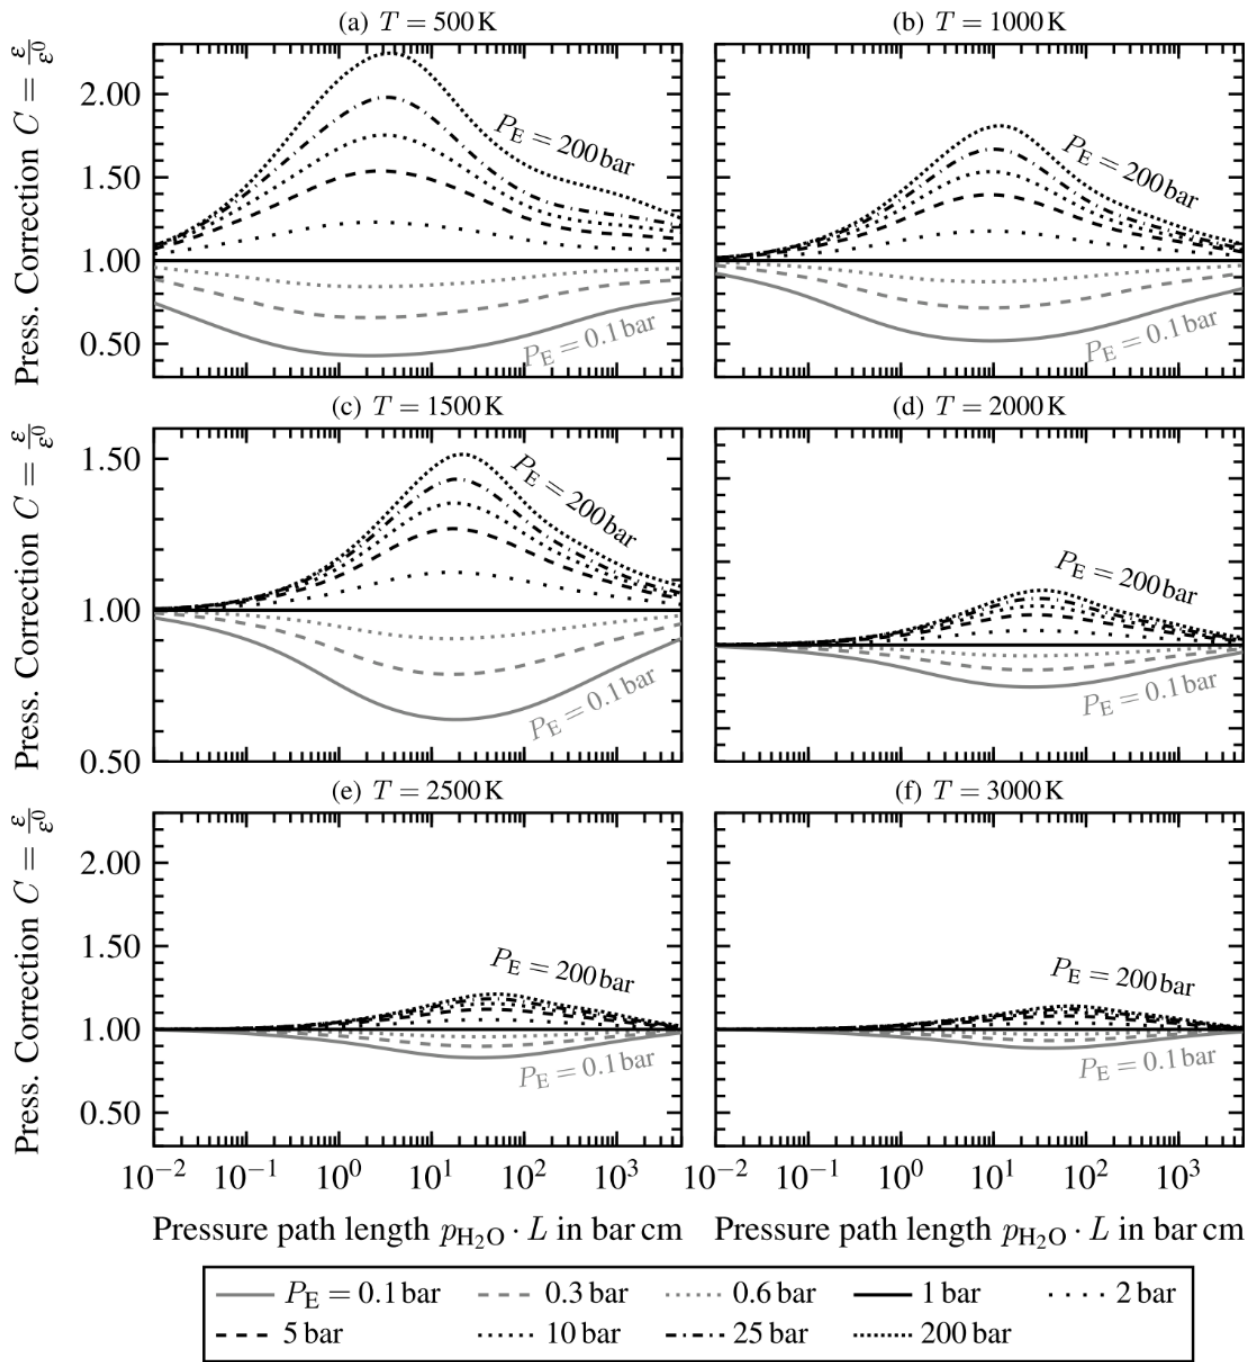 (a) T = 500 K
(b) T = 1000 K
Press. Correction C = ε/ε⁰
2.00
1.50
1.00
0.50
P_E = 200 bar
P_E = 0.1 bar
P_E = 200 bar
P_E = 0.1 bar
(c) T = 1500 K
(d) T = 2000 K
Press. Correction C = ε/ε⁰
1.50
1.00
0.50
P_E = 200 bar
P_E = 0.1 bar
P_E = 200 bar
P_E = 0.1 bar
(e) T = 2500 K
(f) T = 3000 K
Press. Correction C = ε/ε⁰
2.00
1.50
1.00
0.50
P_E = 200 bar
P_E = 0.1 bar
P_E = 200 bar
P_E = 0.1 bar
10⁻² 10⁻¹ 10⁰ 10¹ 10² 10³
10⁻² 10⁻¹ 10⁰ 10¹ 10² 10³
Pressure path length p_H₂O · L in bar cm
Pressure path length p_H₂O · L in bar cm
P_E = 0.1 bar 0.3 bar 0.6 bar 1 bar 2 bar
5 bar 10 bar 25 bar 200 bar